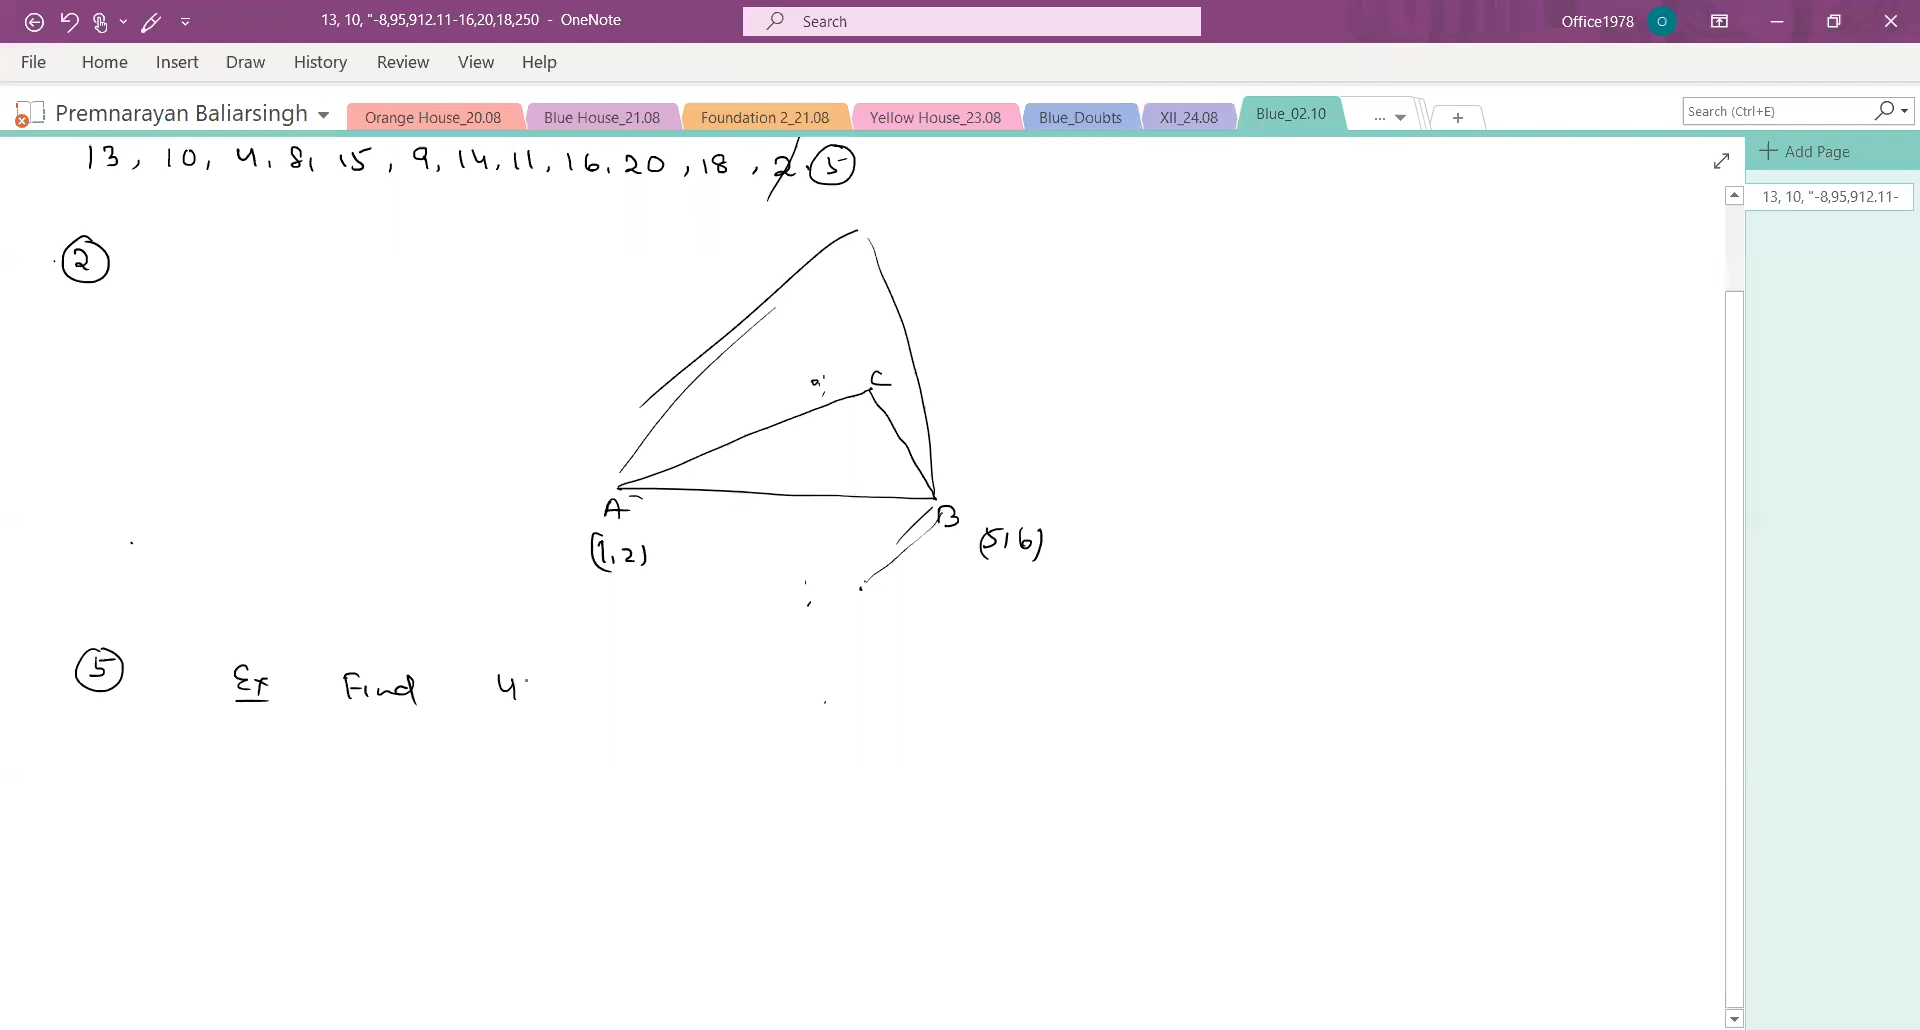 13, 10, "-8,95,912.11-16,20,18,250 - OneNote
Search
Office1978
O
File Home Insert Draw History Review View Help
Premnarayan Baliarsingh
Orange House_20.08
Blue House_21.08
Foundation 2_21.08
Yellow House_23.08
Blue_Doubts
XII_24.08
Blue_02.10
...
+
Search (Ctrl+E)
+ Add Page
13, 10, "-8,95,912.11-
13, 10, 4, 8, 15, 9, 14, 11, 16, 20, 18, 2, 5
2
C
A
B
(1,2)
(5,6)
5 Ex Find 4